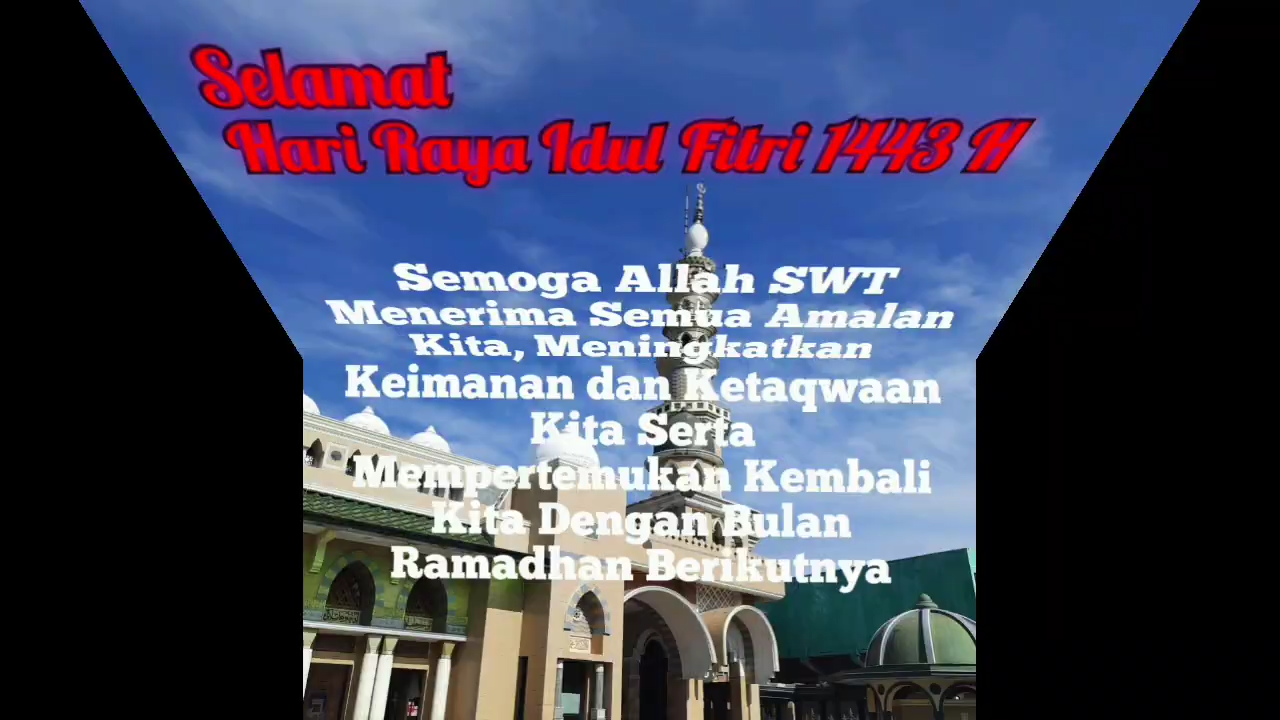 Selamat
Hari Raya Idul Fitri 1443 H
Semoga Allah SWT
Menerima Semua Amalan
Kita, Meningkatkan
Keimanan dan Ketaqwaan
Kita Serta
Mempertemukan Kembali
Kita Dengan Bulan
Ramadhan Berikutnya